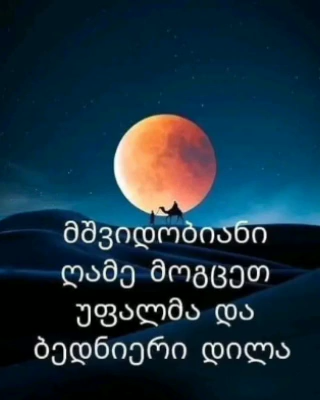 მშვიდობიანი
ღამე მოგცეთ
უფალმა და
ბედნიერი დილა